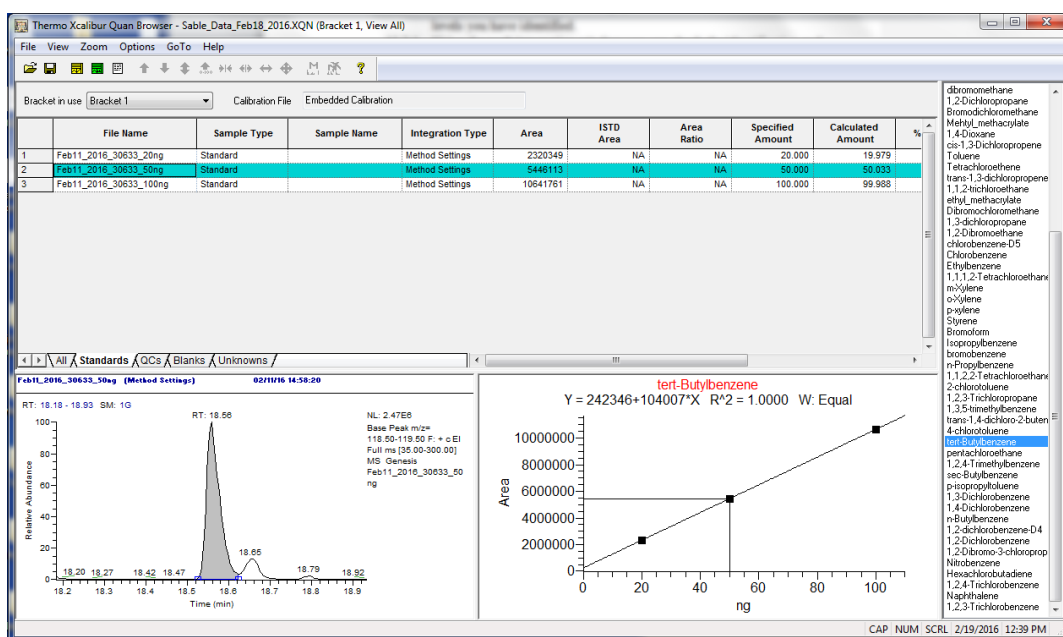 Thermo Xcalibur Quan Browser - Sable_Data_Feb18_2016.XQN (Bracket 1, View All)
File View Zoom Options GoTo Help
Bracket in use Bracket 1 Calibration File Embedded Calibration
File Name Sample Type Sample Name Integration Type Area ISTD Area Area Ratio Specified Amount Calculated Amount %
1 Feb11_2016_30633_20ng Standard Method Settings 2320349 NA NA 20.000 19.979
2 Feb11_2016_30633_50ng Standard Method Settings 5446113 NA NA 50.000 50.033
3 Feb11_2016_30633_100ng Standard Method Settings 10641761 NA NA 100.000 99.988
All Standards QCs Blanks Unknowns
Feb11_2016_30633_50ng (Method Settings) 02/11/16 14:58:20
RT: 18.18 - 18.93 SM: 1G
RT: 18.56
NL: 2.47E6
Base Peak m/z=
118.50-119.50 F: + c EI
Full ms [35.00-300.00]
MS Genesis
Feb11_2016_30633_50
ng
Relative Abundance
100
80
60
40
20
0
18.20 18.27 18.42 18.47 18.65 18.79 18.92
18.2 18.3 18.4 18.5 18.6 18.7 18.8 18.9
Time (min)
tert-Butylbenzene
Y = 242346+104007*X R^2 = 1.0000 W: Equal
Area
10000000
8000000
6000000
4000000
2000000
0
0 20 40 60 80 100
ng
dibromomethane
1,2-Dichloropropane
Bromodichloromethane
Mehtyl_methacrylate
1,4-Dioxane
cis-1,3-Dichloropropene
Toluene
Tetrachloroethene
trans-1,3-dichloropropene
1,1,2-trichloroethane
ethyl_methacrylate
Dibromochloromethane
1,3-dichloropropane
1,2-Dibromoethane
chlorobenzene-D5
Chlorobenzene
Ethylbenzene
1,1,1,2-Tetrachloroethane
m-Xylene
o-Xylene
p-xylene
Styrene
Bromoform
Isopropylbenzene
bromobenzene
n-Propylbenzene
1,1,2,2-Tetrachloroethane
2-chlorotoluene
1,2,3-Trichloropropane
1,3,5-trimethylbenzene
trans-1,4-dichloro-2-buten
4-chlorotoluene
tert-Butylbenzene
pentachloroethane
1,2,4-Trimethylbenzene
sec-Butylbenzene
p-isopropyltoluene
1,3-Dichlorobenzene
1,4-Dichlorobenzene
n-Butylbenzene
1,2-dichlorobenzene-D4
1,2-Dichlorobenzene
1,2-Dibromo-3-chloroprop
Nitrobenzene
Hexachlorobutadiene
1,2,4-Trichlorobenzene
Naphthalene
1,2,3-Trichlorobenzene
CAP NUM SCRL 2/19/2016 12:39 PM